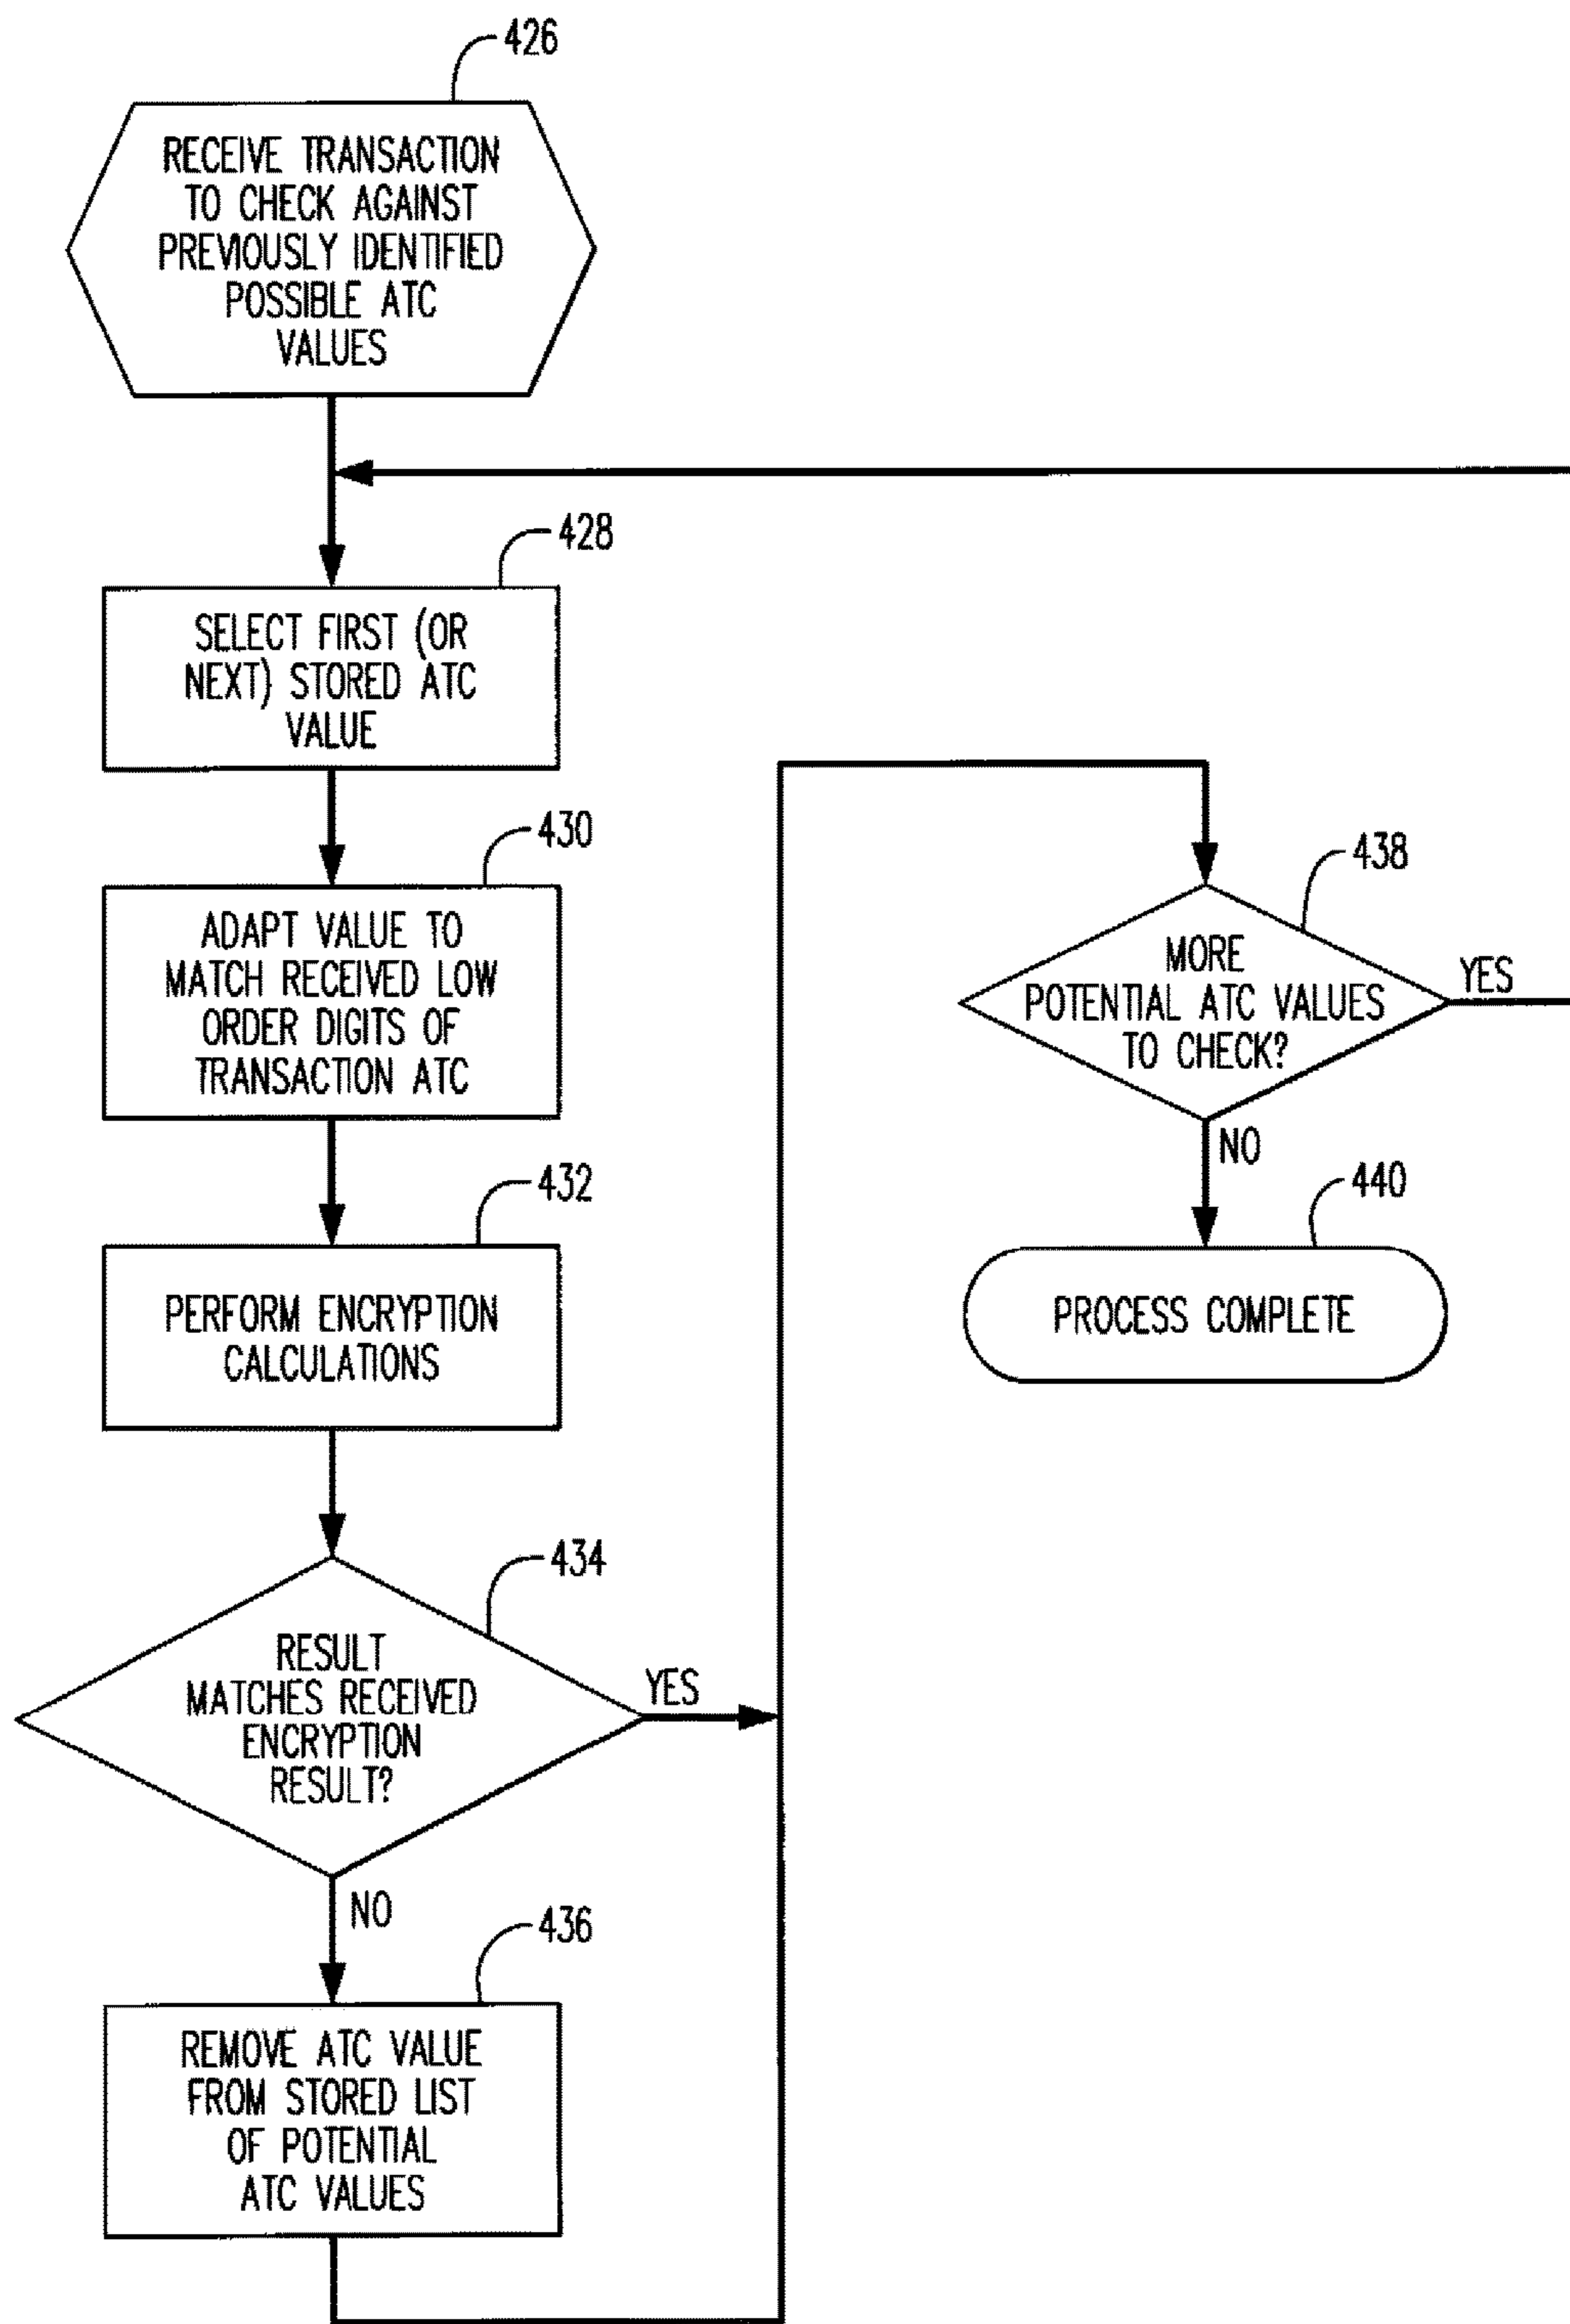 426
RECEIVE TRANSACTION
TO CHECK AGAINST
PREVIOUSLY IDENTIFIED
POSSIBLE ATC
VALUES
428
SELECT FIRST (OR
NEXT) STORED ATC
VALUE
430
ADAPT VALUE TO
MATCH RECEIVED LOW
ORDER DIGITS OF
TRANSACTION ATC
432
PERFORM ENCRYPTION
CALCULATIONS
434
RESULT
MATCHES RECEIVED
ENCRYPTION
RESULT?
YES
NO
436
REMOVE ATC VALUE
FROM STORED LIST
OF POTENTIAL
ATC VALUES
438
MORE
POTENTIAL ATC VALUES
TO CHECK?
YES
NO
440
PROCESS COMPLETE